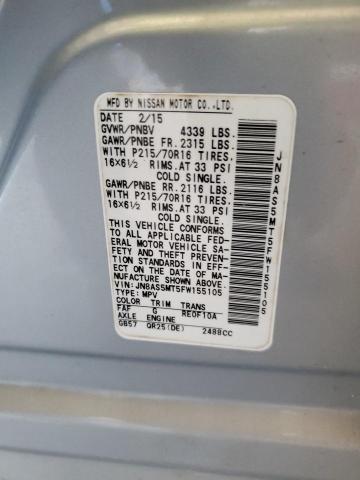 MFD BY NISSAN MOTOR CO.,LTD.
DATE 2/15
GVWR/PNBV 4339 LBS.
GAWR/PNBE FR. 2315 LBS.
WITH P215/70R16 TIRES.
16X6½ RIMS.AT 33 PSI
COLD SINGLE.
GAWR/PNBE RR. 2116 LBS.
WITH P215/70R16 TIRES.
16X6½ RIMS.AT 33 PSI
COLD SINGLE.
THIS VEHICLE CONFORMS
TO ALL APPLICABLE FED-
ERAL MOTOR VEHICLE SA-
FETY AND THEFT PREVEN-
TION STANDARDS IN EFF-
ECT ON THE DATE OF MA-
NUFACTURE SHOWN ABOVE.
VIN: JN8AS5MT5FW155105
TYPE: MPV
COLOR TRIM TRANS
FAF G RE0F10A
AXLE ENGINE
GB57 QR25(DE) 2488CC
JN8AS5MT5FW155105